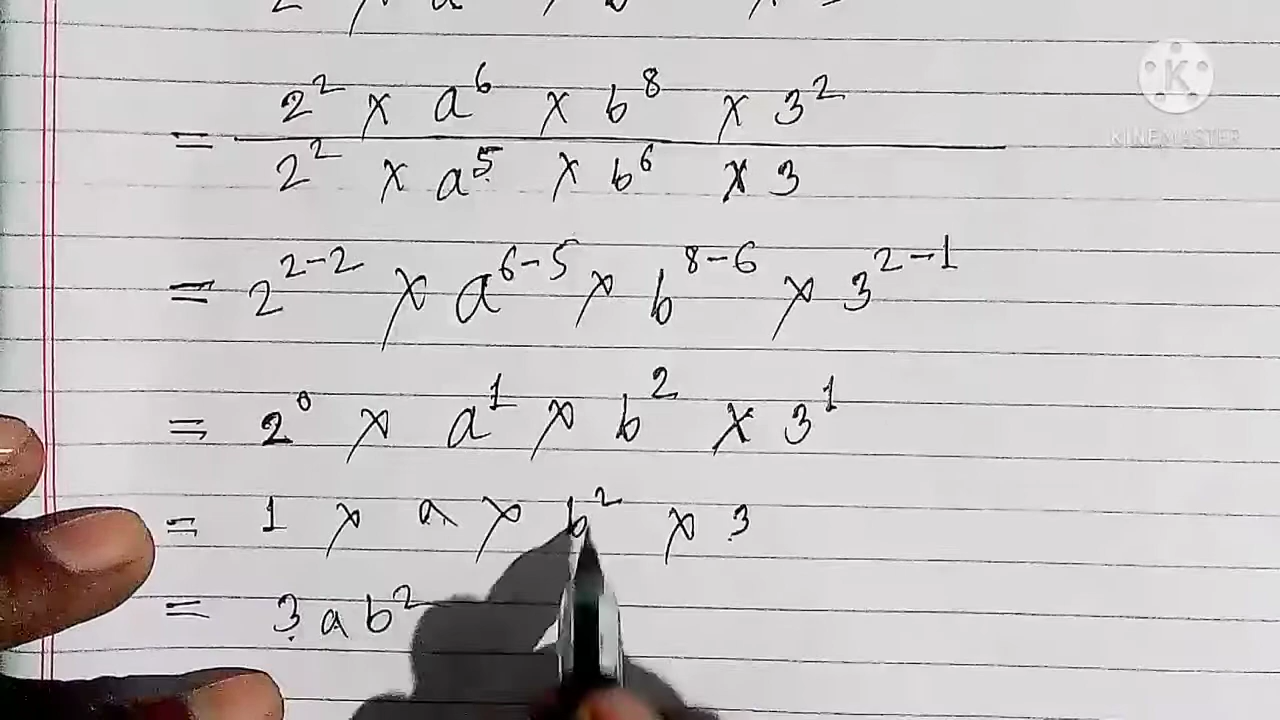 K
KINEMASTER
= 2² × a⁶ × b⁸ × 3²
2² × a⁵ × b⁶ × 3
= 2²⁻² × a⁶⁻⁵ × b⁸⁻⁶ × 3²⁻¹
= 2⁰ × a¹ × b² × 3¹
= 1 × a × b² × 3
= 3ab²